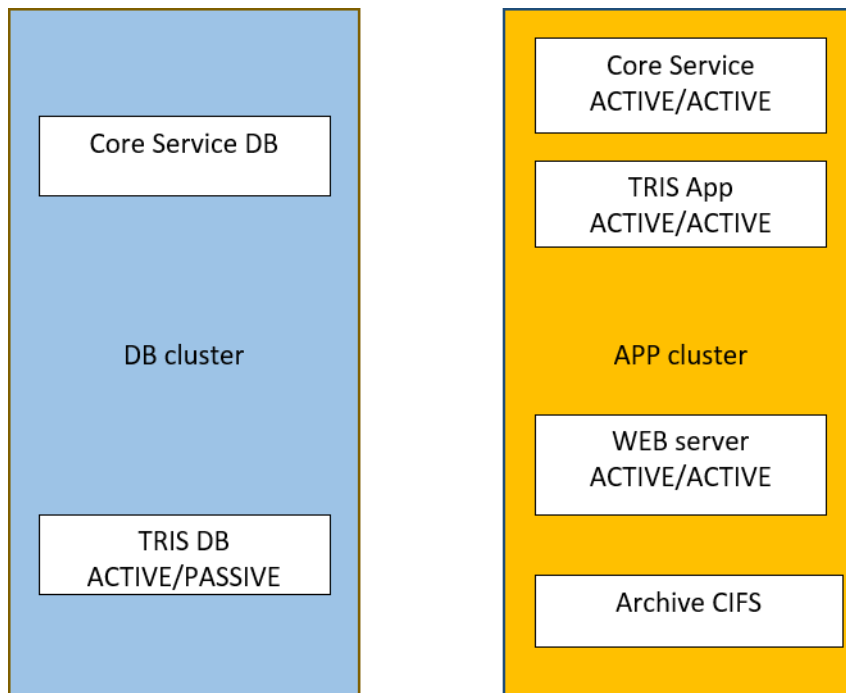 Core Service DB
DB cluster
TRIS DB
ACTIVE/PASSIVE
Core Service
ACTIVE/ACTIVE
TRIS App
ACTIVE/ACTIVE
APP cluster
WEB server
ACTIVE/ACTIVE
Archive CIFS